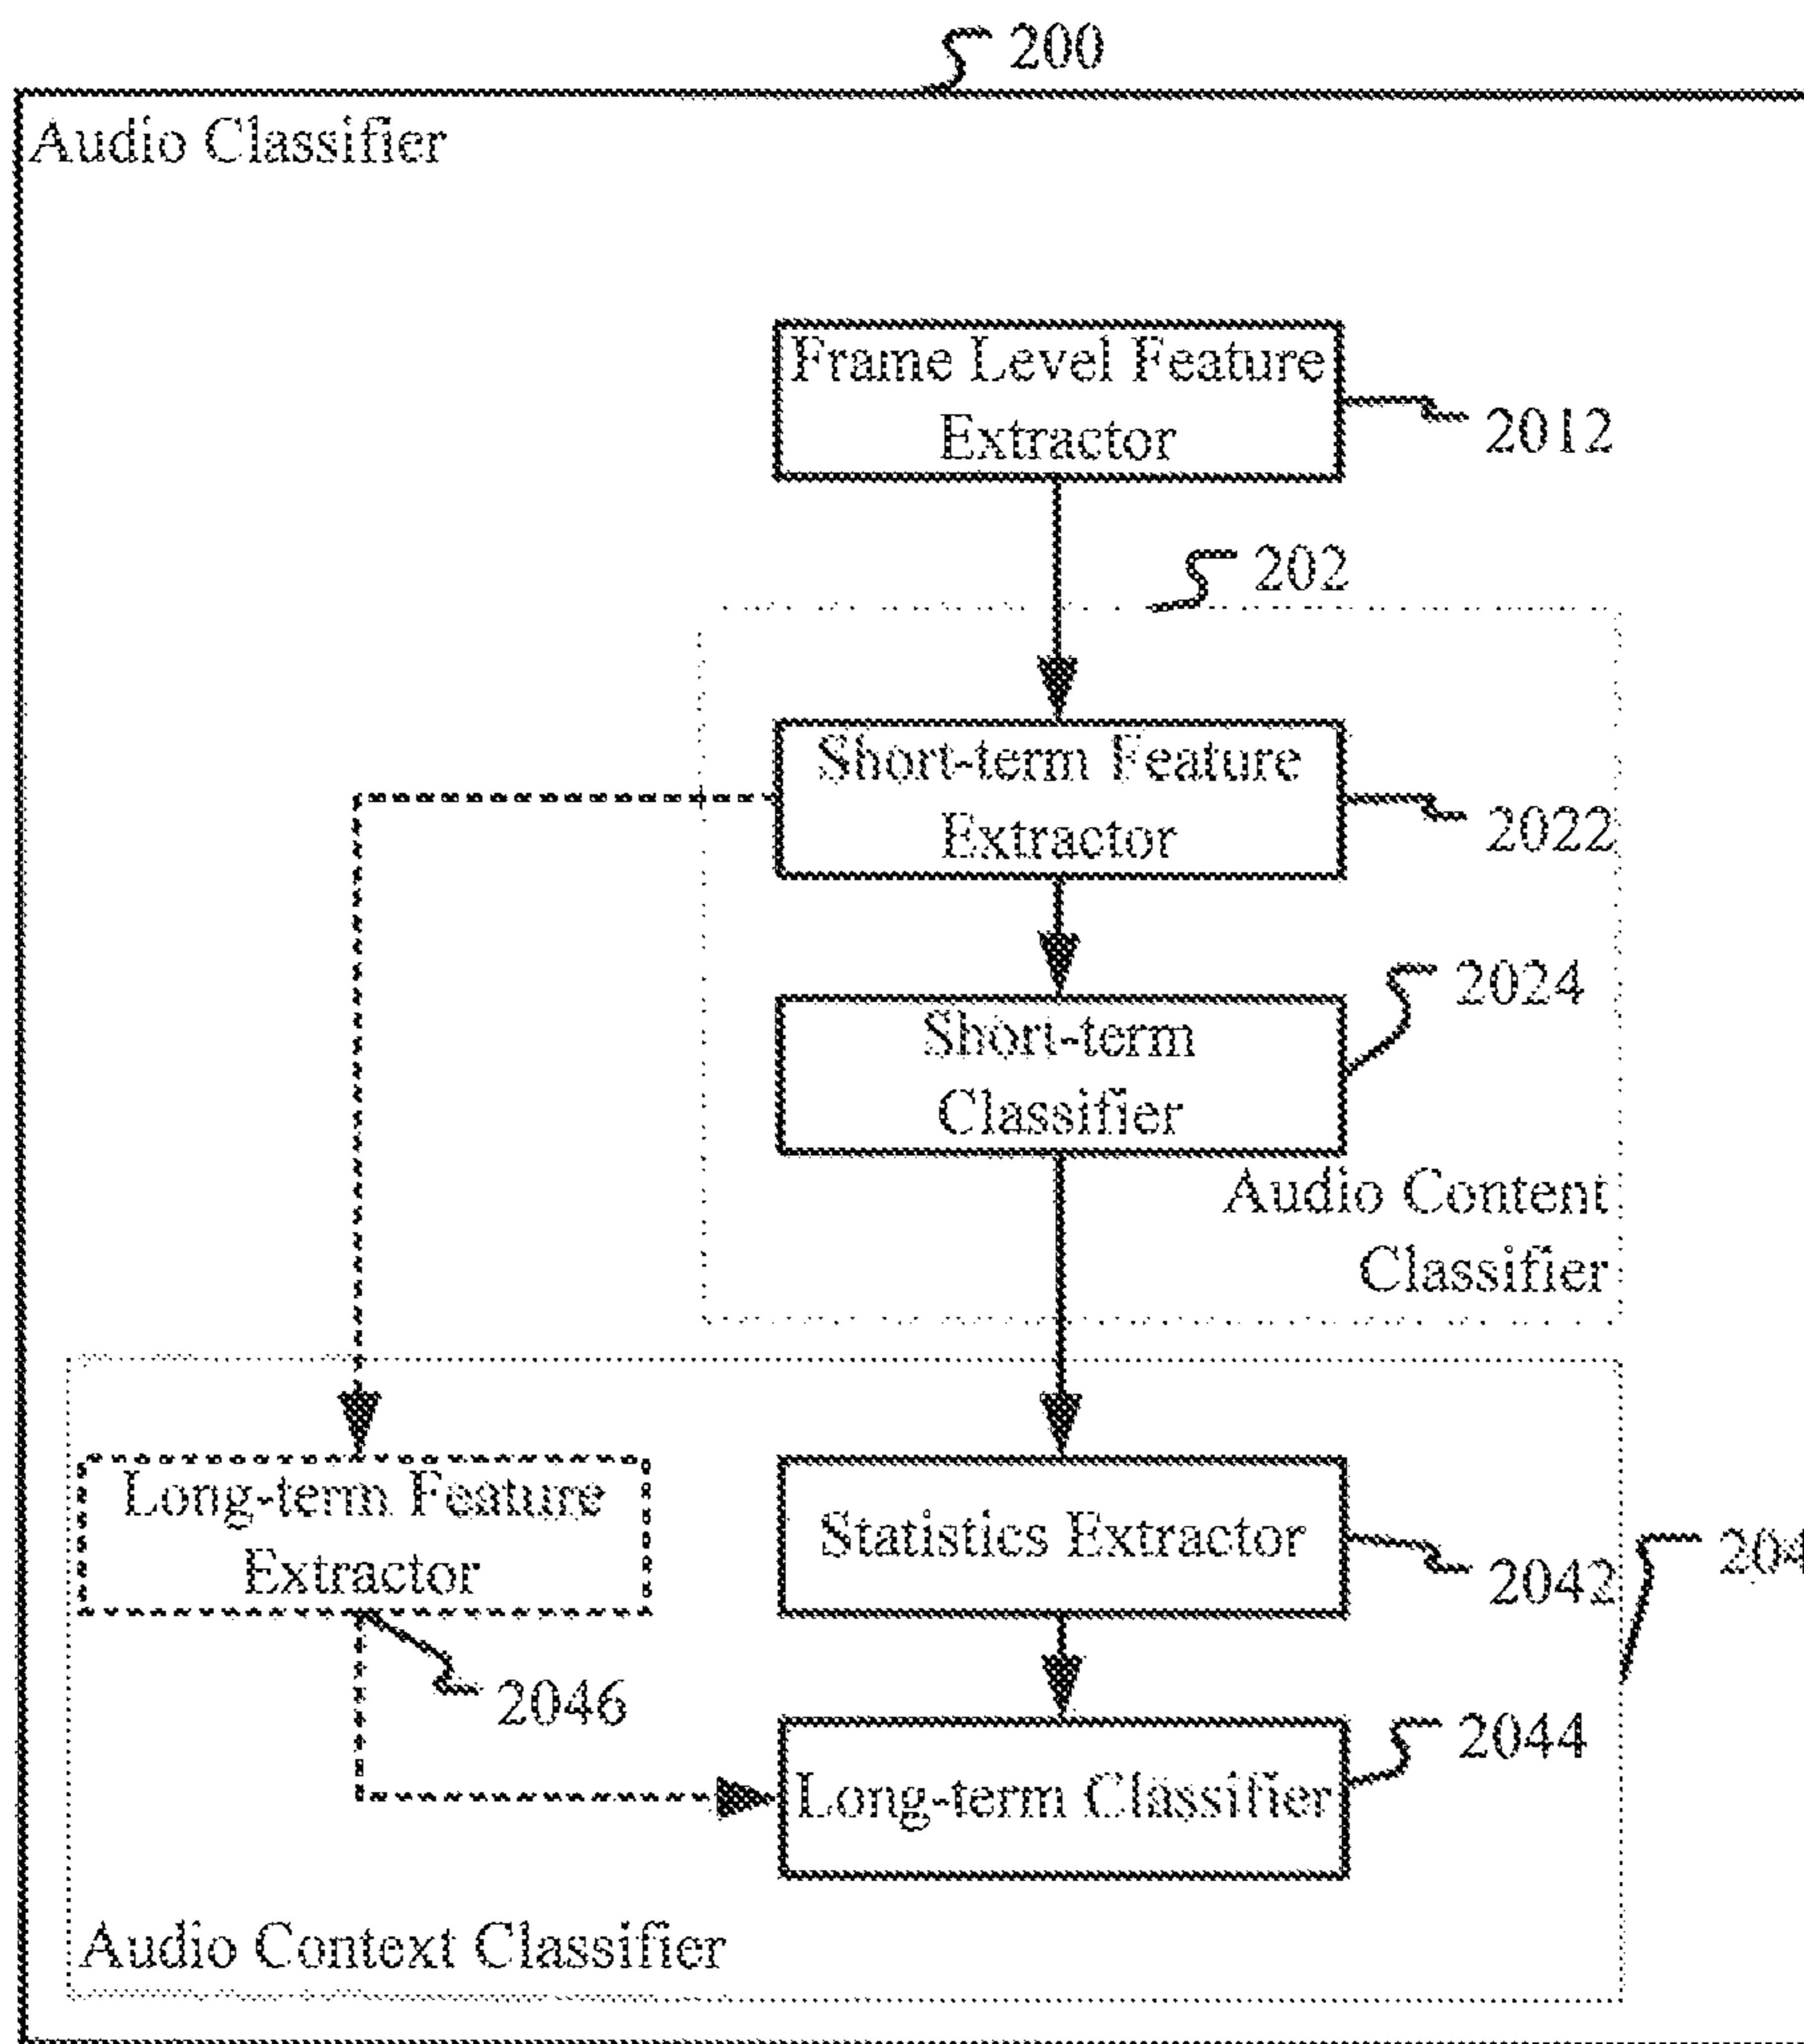 200
Audio Classifier
Frame Level Feature
Extractor
2012
202
Short-term Feature
Extractor
2022
2024
Short-term
Classifier
Audio Content
Classifier
Long-term Feature
Extractor
Statistics Extractor
2042
204
2046
2044
Long-term Classifier
Audio Context Classifier